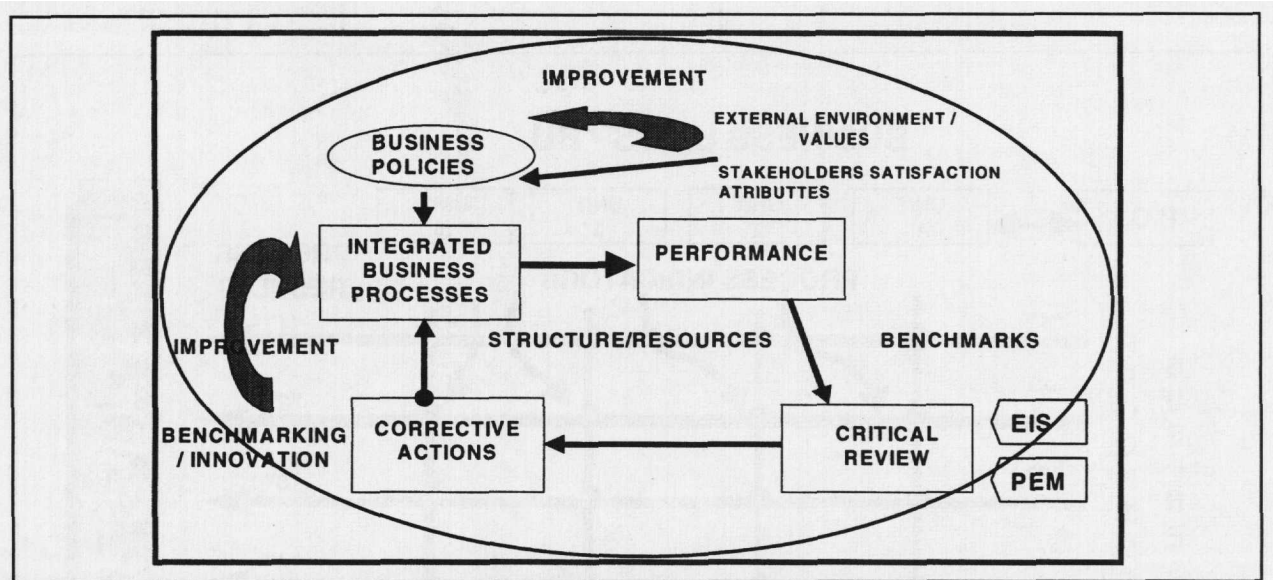 IMPROVEMENT
EXTERNAL ENVIRONMENT /
VALUES
BUSINESS
POLICIES
STAKEHOLDERS SATISFACTION
ATRIBUTTES
INTEGRATED
BUSINESS
PROCESSES
PERFORMANCE
IMPROVEMENT
STRUCTURE/RESOURCES
BENCHMARKS
BENCHMARKING
/ INNOVATION
CORRECTIVE
ACTIONS
CRITICAL
REVIEW
EIS
PEM